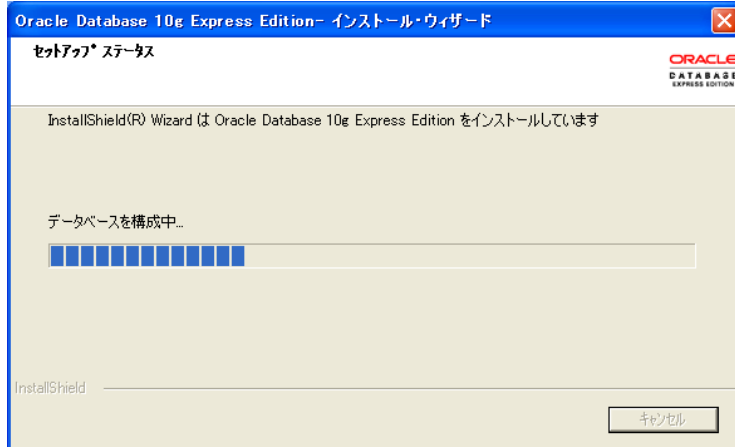 Oracle Database 10g Express Edition- インストール・ウィザード
セットアップ ステータス
ORACLE
DATABASE
EXPRESS EDITION
InstallShield(R) Wizard は Oracle Database 10g Express Edition をインストールしています
データベースを構成中...
InstallShield
キャンセル